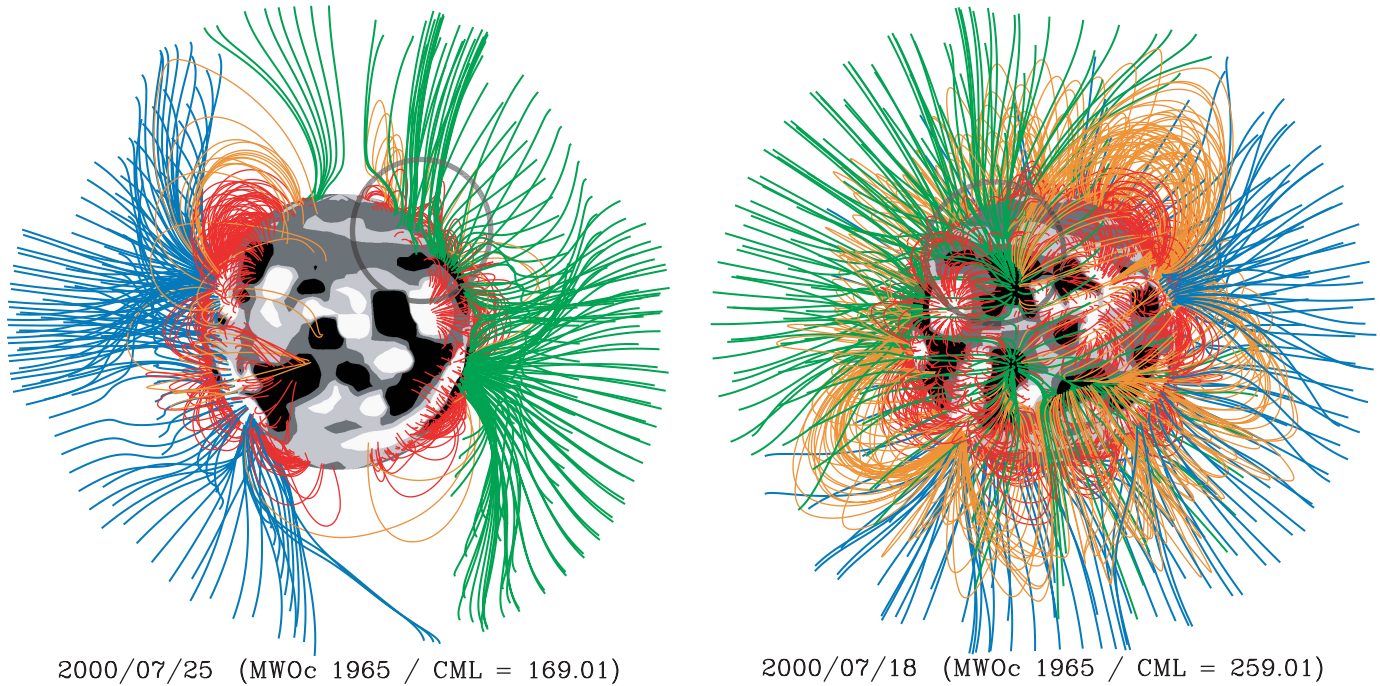 2000/07/25 (MWOc 1965 / CML = 169.01)
2000/07/18 (MWOc 1965 / CML = 259.01)